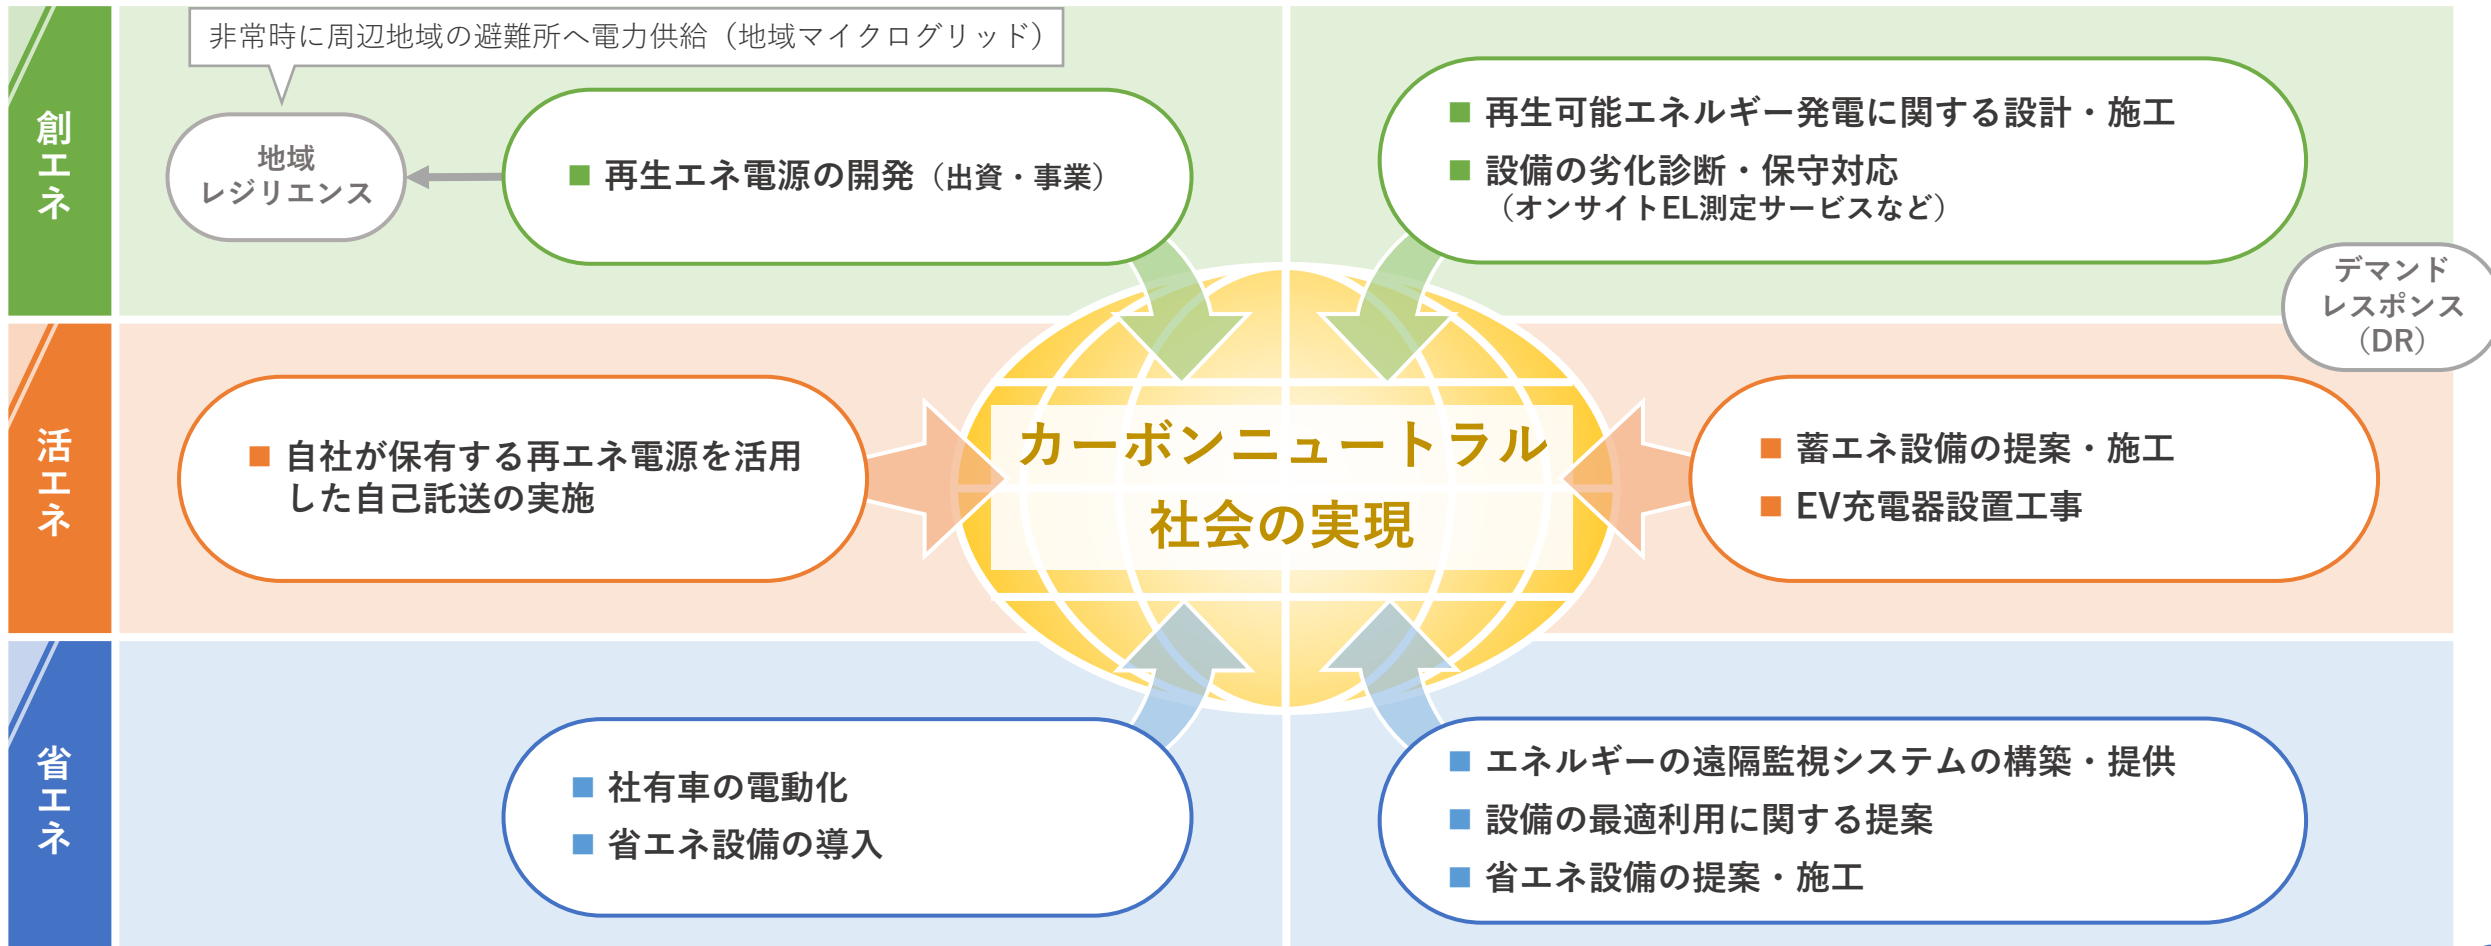 非常時に周辺地域の避難所へ電力供給（地域マイクログリッド）
創エネ
地域
レジリエンス
■ 再生エネ電源の開発（出資・事業）
■ 再生可能エネルギー発電に関する設計・施工
■ 設備の劣化診断・保守対応
（オンサイトEL測定サービスなど）
デマンド
レスポンス
（DR）
活エネ
■ 自社が保有する再エネ電源を活用
した自己託送の実施
カーボンニュートラル
社会の実現
■ 蓄エネ設備の提案・施工
■ EV充電器設置工事
省エネ
■ 社有車の電動化
■ 省エネ設備の導入
■ エネルギーの遠隔監視システムの構築・提供
■ 設備の最適利用に関する提案
■ 省エネ設備の提案・施工